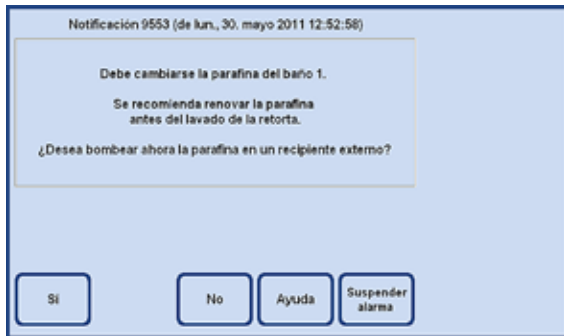 Notificación 9553 (de lun., 30. mayo 2011 12:52:58)
Debe cambiarse la parafina del baño 1.
Se recomienda renovar la parafina
antes del lavado de la retorta.
¿Desea bombear ahora la parafina en un recipiente externo?
Sí
No
Ayuda
Suspender
alarma